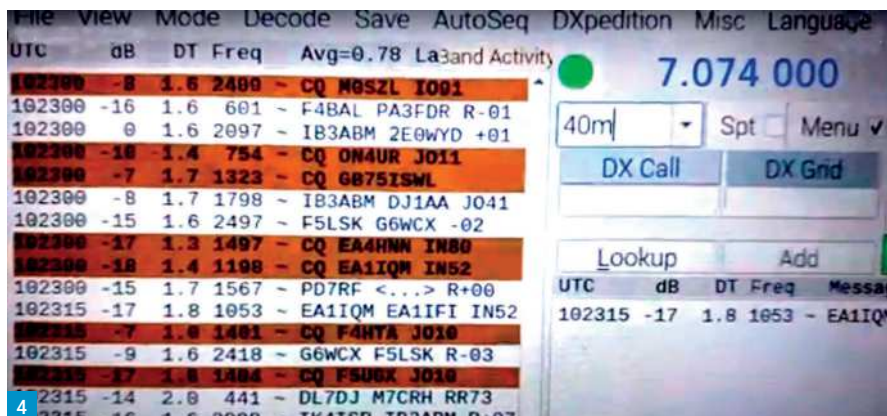 File View Mode Decode Save AutoSeq DXpedition Misc Language
UTC dB DT Freq Avg=0.78 La Band Activity
102300 -8 1.6 2409 ~ CQ M0SZL IO91
102300 -16 1.6 601 ~ F4BAL PA3FDR R-01
102300 0 1.6 2097 ~ IB3ABM 2E0WYD +01
102300 -10 -1.4 754 ~ CQ ON4UR JO11
102300 -7 1.7 1323 ~ CQ GB75ISWL
102300 -8 1.7 1798 ~ IB3ABM DJ1AA JO41
102300 -15 1.6 2497 ~ F5LSK G6WCX -02
102300 -17 1.3 1497 ~ CQ EA4HNN IN80
102300 -18 1.4 1198 ~ CQ EA1IQM IN52
102300 -15 1.7 1567 ~ PD7RF <...> R+00
102315 -17 1.8 1053 ~ EA1IQM EA1IFI IN52
102315 -7 1401 ~ CQ F4HTA JO10
102315 -9 1.6 2418 ~ G6WCX F5LSK R-03
102315 -17 1.8 1484 ~ CQ F5UGX JO10
102315 -14 2.0 441 ~ DL7DJ M7CRH RR73
7.074 000
40m Spt Menu
DX Call DX Grid
Lookup Add
UTC dB DT Freq Messa
102315 -17 1.8 1053 ~ EA1IQM
4